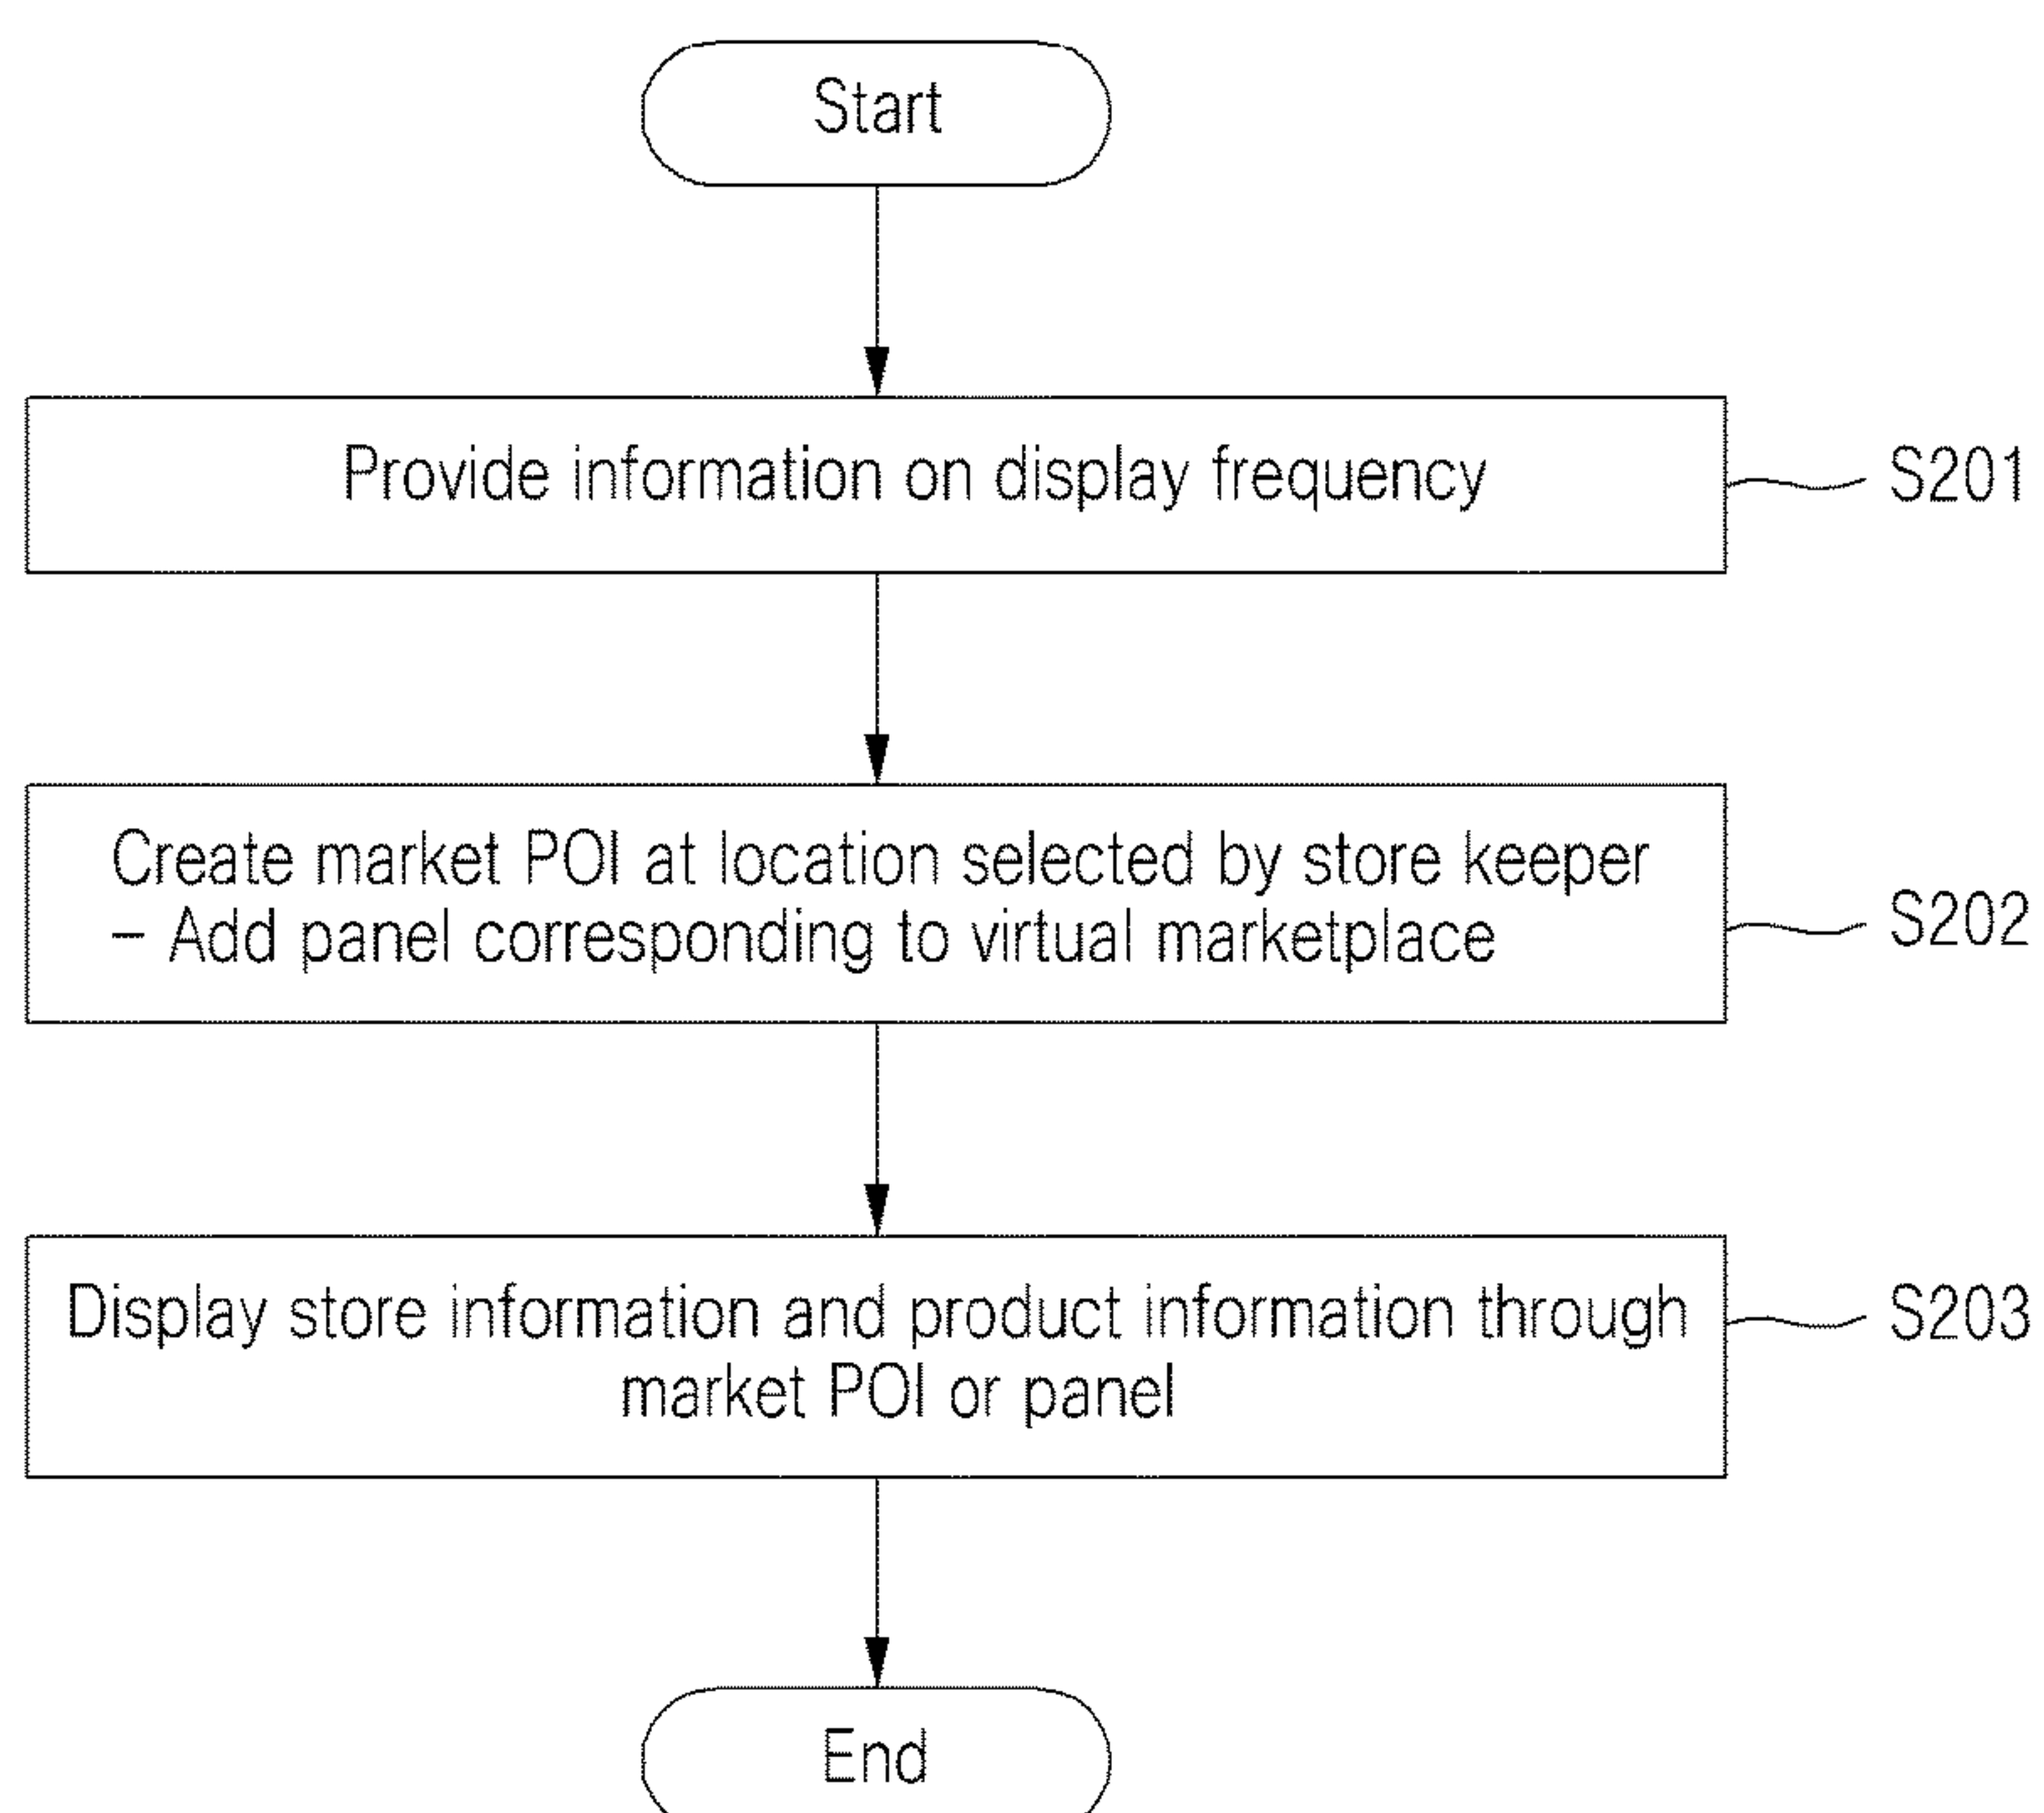 Start
Provide information on display frequency
S201
Create market POI at location selected by store keeper
– Add panel corresponding to virtual marketplace
S202
Display store information and product information through
market POI or panel
S203
End